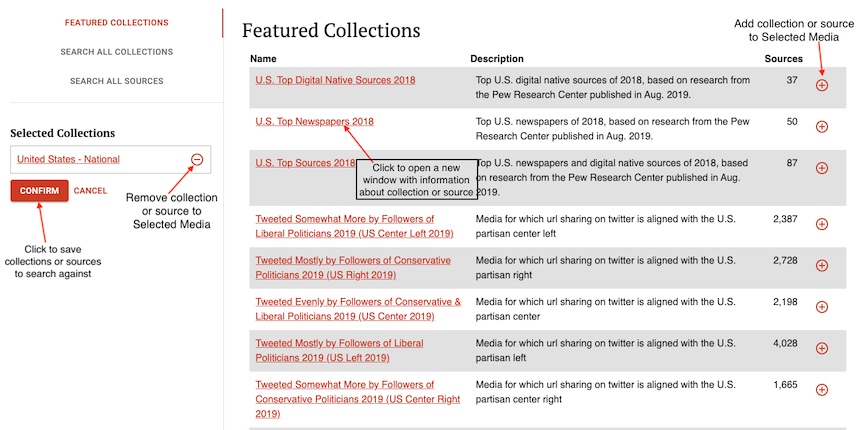 FEATURED COLLECTIONS
SEARCH ALL COLLECTIONS
SEARCH ALL SOURCES
Selected Collections
United States - National
CONFIRM CANCEL
Remove collection
or source to
Selected Media
Click to save
collections or sources
to search against
Featured Collections
Add collection or source
to Selected Media
Name Description Sources
U.S. Top Digital Native Sources 2018 Top U.S. digital native sources of 2018, based on research from 37
the Pew Research Center published in Aug. 2019.
U.S. Top Newspapers 2018 Top U.S. newspapers of 2018, based on research from the Pew 50
Research Center published in Aug. 2019.
U.S. Top Sources 2018 Top U.S. newspapers and digital native sources of 2018, based 87
on research from the Pew Research Center published in Aug.
2019.
Click to open a new
window with information
about collection or source
Tweeted Somewhat More by Followers of Media for which url sharing on twitter is aligned with the U.S. 2,387
Liberal Politicians 2019 (US Center Left 2019) partisan center left
Tweeted Mostly by Followers of Conservative Media for which url sharing on twitter is aligned with the U.S. 2,728
Politicians 2019 (US Right 2019) partisan right
Tweeted Evenly by Followers of Conservative & Media for which url sharing on twitter is aligned with the U.S. 2,198
Liberal Politicians 2019 (US Center 2019) partisan center
Tweeted Mostly by Followers of Liberal Media for which url sharing on twitter is aligned with the U.S. 4,028
Politicians 2019 (US Left 2019) partisan left
Tweeted Somewhat More by Followers of Media for which url sharing on twitter is aligned with the U.S. 1,665
Conservative Politicians 2019 (US Center Right partisan center right
2019)